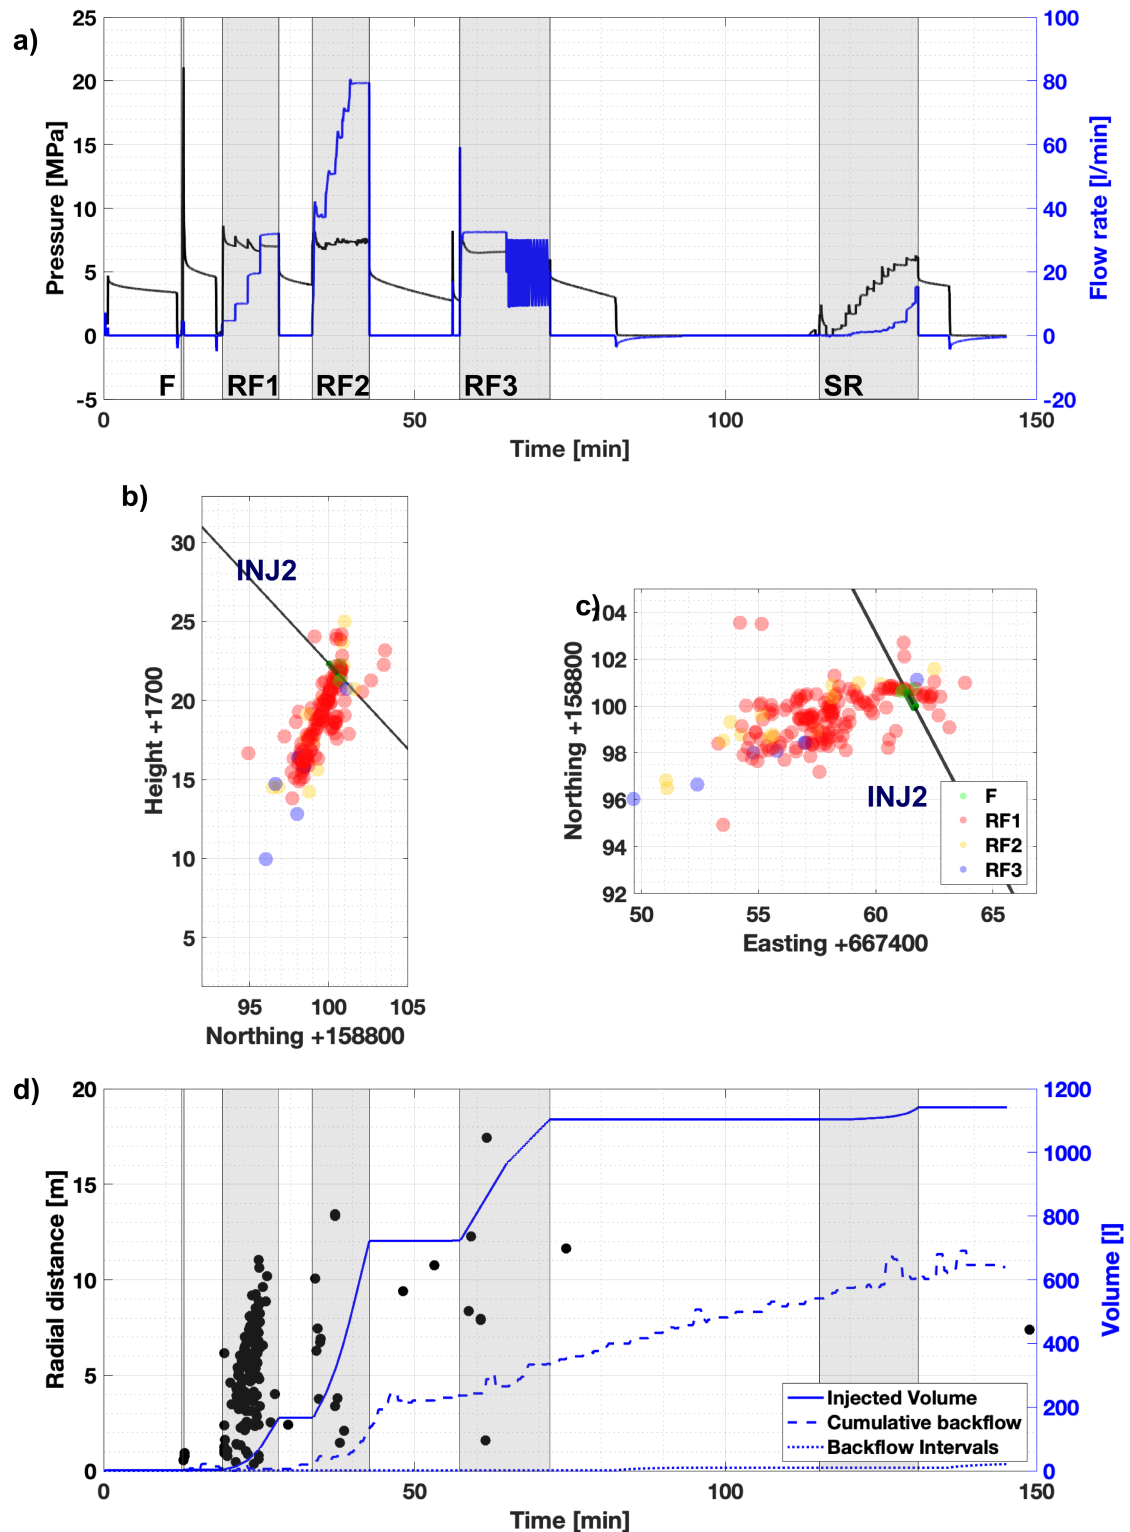 a)
25
20
15
10
5
0
-5
Pressure [MPa]
100
80
60
40
20
0
-20
Flow rate [l/min]
F
RF1
RF2
RF3
SR
0
50
100
150
Time [min]
b)
30
25
20
15
10
5
Height +1700
INJ2
95
100
105
Northing +158800
c)
104
102
100
98
96
94
92
Northing +158800
INJ2
F
RF1
RF2
RF3
50
55
60
65
Easting +667400
d)
20
15
10
5
0
Radial distance [m]
1200
1000
800
600
400
200
0
Volume [l]
Injected Volume
Cumulative backflow
Backflow Intervals
0
50
100
150
Time [min]